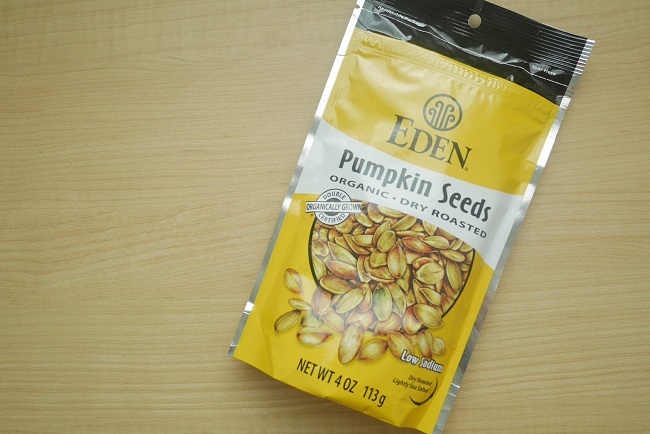 EDEN
Pumpkin Seeds
ORGANIC • DRY ROASTED
DOUBLE
ORGANICALLY GROWN
CERTIFIED
Low Sodium
Dry Roasted
Lightly Sea Salted
NET WT 4 OZ 113g